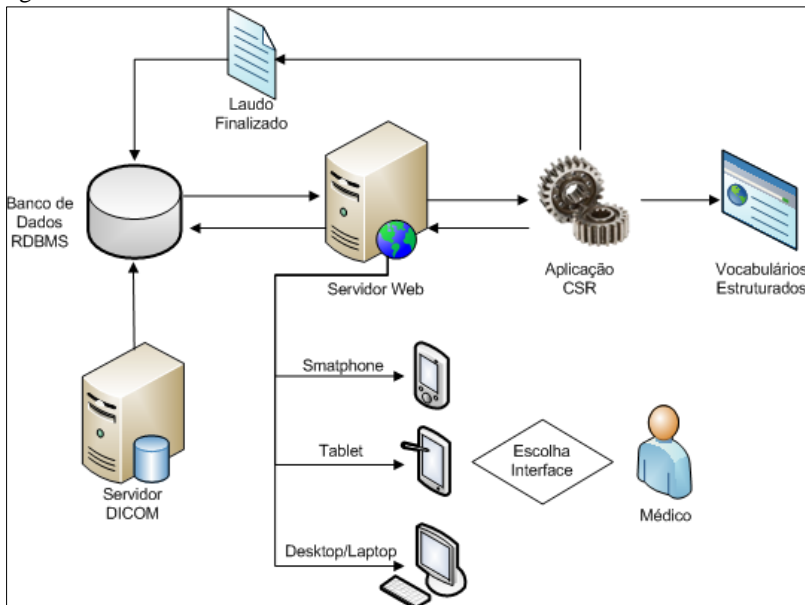 Laudo
Finalizado
Banco de
Dados
RDBMS
Servidor Web
Aplicação
CSR
Vocabulários
Estruturados
Smatphone
Tablet
Escolha
Interface
Servidor
DICOM
Médico
Desktop/Laptop